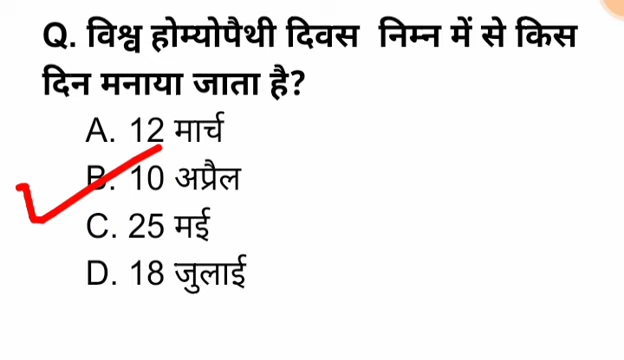 Q. विश्व होम्योपैथी दिवस निम्न में से किस
दिन मनाया जाता है?
A. 12 मार्च
B. 10 अप्रैल
C. 25 मई
D. 18 जुलाई